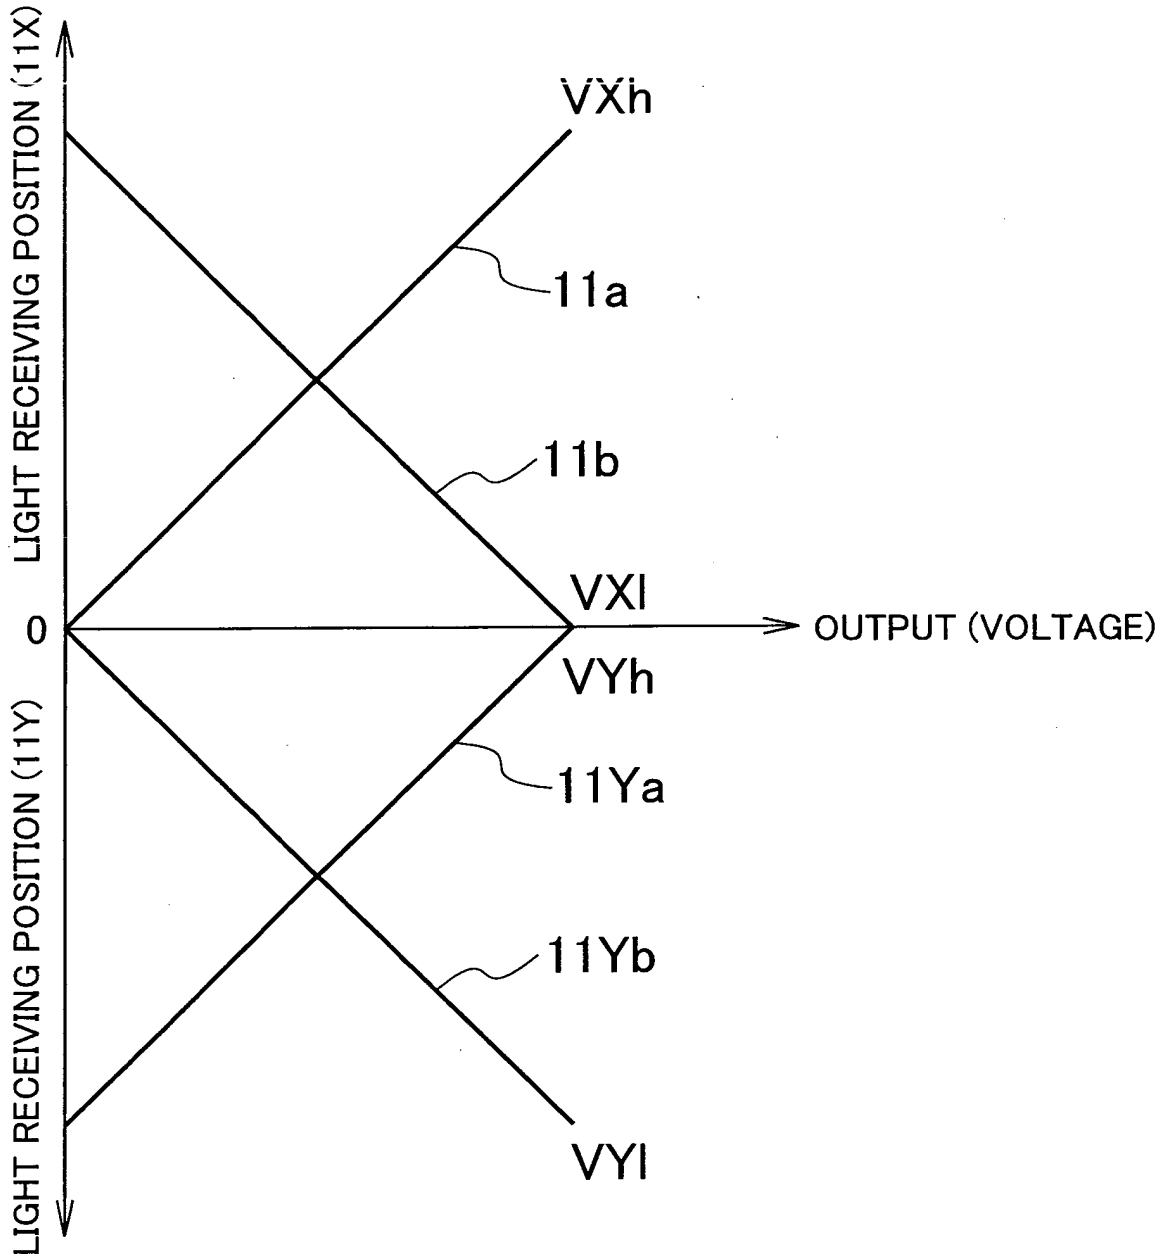 LIGHT RECEIVING POSITION (11X)
VXh
11a
11b
VXl
0
OUTPUT (VOLTAGE)
VYh
11Ya
11Yb
VYl
LIGHT RECEIVING POSITION (11Y)